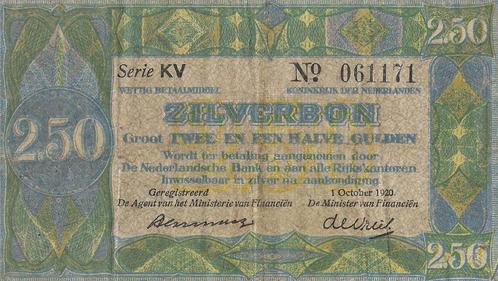 2.50
Serie KV Nº 061171
WETTIG BETAALMIDDEL KONINKRIJK DER NEDERLANDEN
ZILVERBON
Groot TWEE EN EEN HALVE GULDEN
Wordt ter betaling aangenomen door
De Nederlandsche Bank en aan alle Rijkskantoren
Inwisselbaar in zilver na aankondiging
Geregistreerd 1 October 1920
De Agent van het Ministerie van Financiën De Minister van Financiën
2.50
2.50